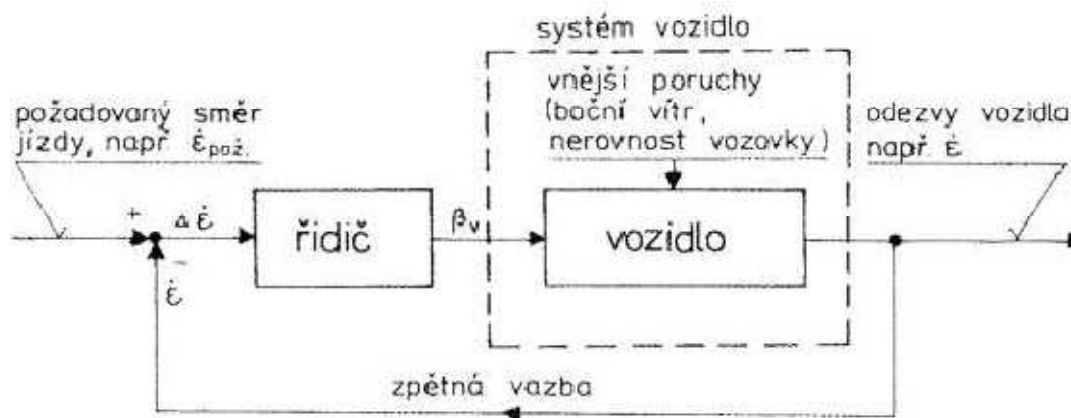 systém vozidlo
vnější poruchy
(boční vítr,
nerovnost vozovky)
požadovaný směr
jízdy, např ε̇pož.
odezvy vozidla
např. ε̇
+
Δ ε̇
řidič
βv
vozidlo
−
ε̇
zpětná vazba